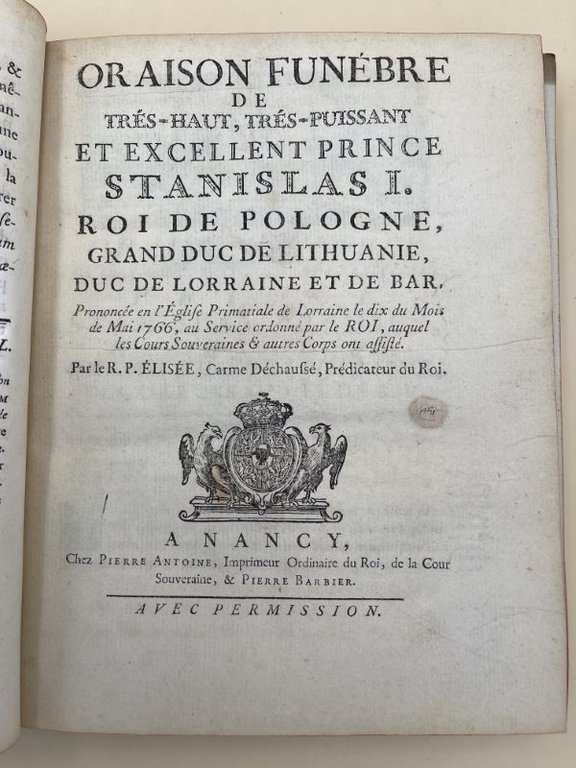 ORAISON FUNÉBRE
DE
TRÉS-HAUT, TRÉS-PUISSANT
ET EXCELLENT PRINCE
STANISLAS I.
ROI DE POLOGNE,
GRAND DUC DE LITHUANIE,
DUC DE LORRAINE ET DE BAR.
Prononcée en l'Église Primatiale de Lorraine le dix du Mois
de Mai 1766, au Service ordonné par le ROI, auquel
les Cours Souveraines & autres Corps ont assisté.
Par le R. P. ÉLISÉE, Carme Déchaussé, Prédicateur du Roi.
A NANCY,
Chez PIERRE ANTOINE, Imprimeur Ordinaire du Roi, de la Cour
Souveraine, & PIERRE BARBIER.
AVEC PERMISSION.